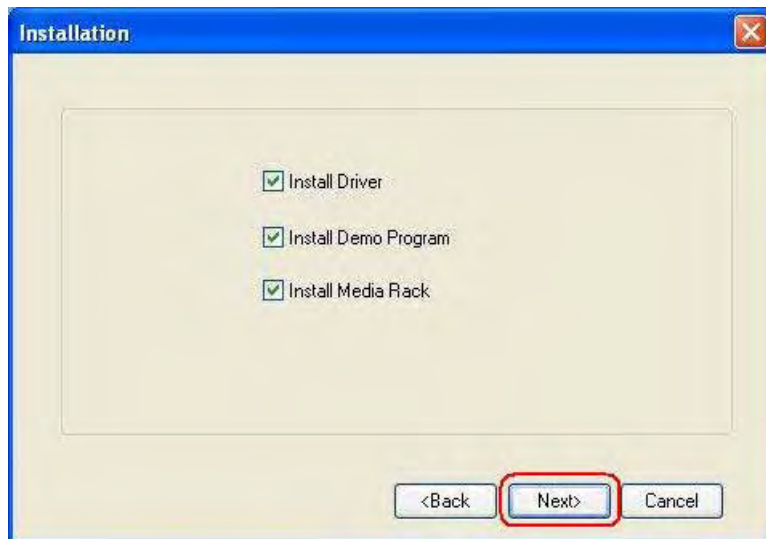 Installation
Install Driver
Install Demo Program
Install Media Rack
<Back Next> Cancel